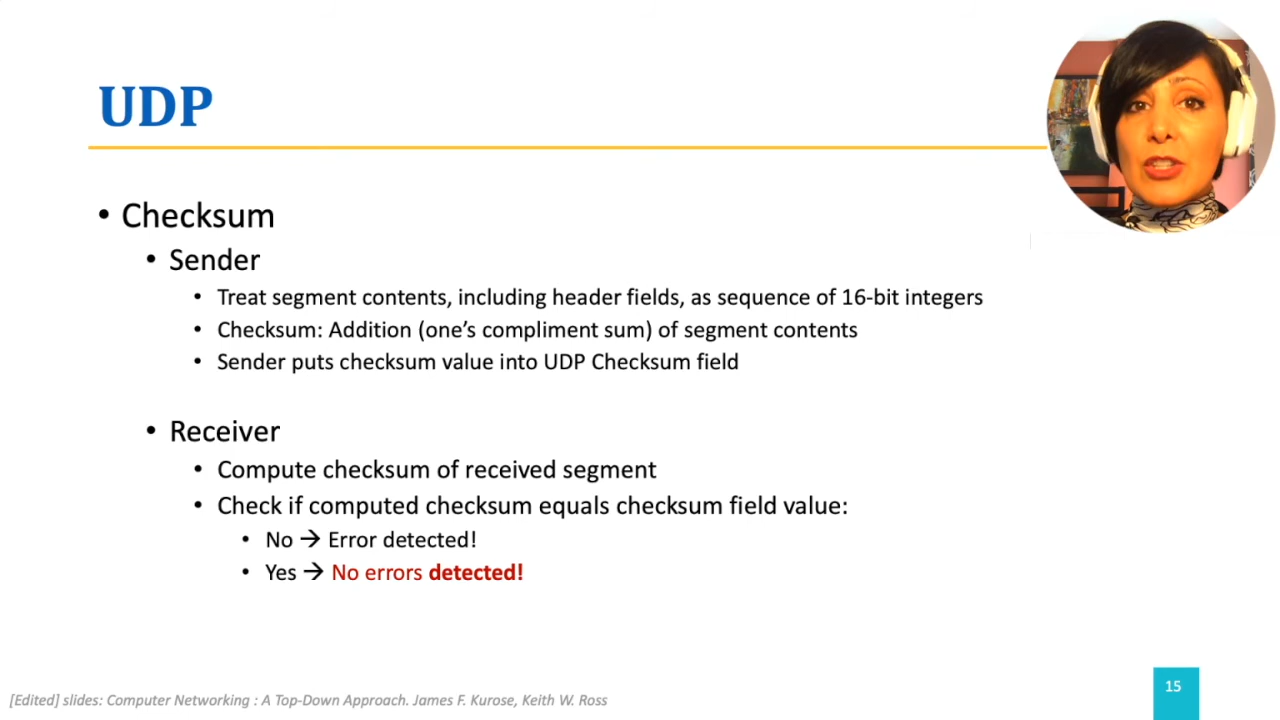 UDP
• Checksum
• Sender
• Treat segment contents, including header fields, as sequence of 16-bit integers
• Checksum: Addition (one's compliment sum) of segment contents
• Sender puts checksum value into UDP Checksum field
• Receiver
• Compute checksum of received segment
• Check if computed checksum equals checksum field value:
• No → Error detected!
• Yes → No errors detected!
15
[Edited] slides: Computer Networking : A Top-Down Approach. James F. Kurose, Keith W. Ross